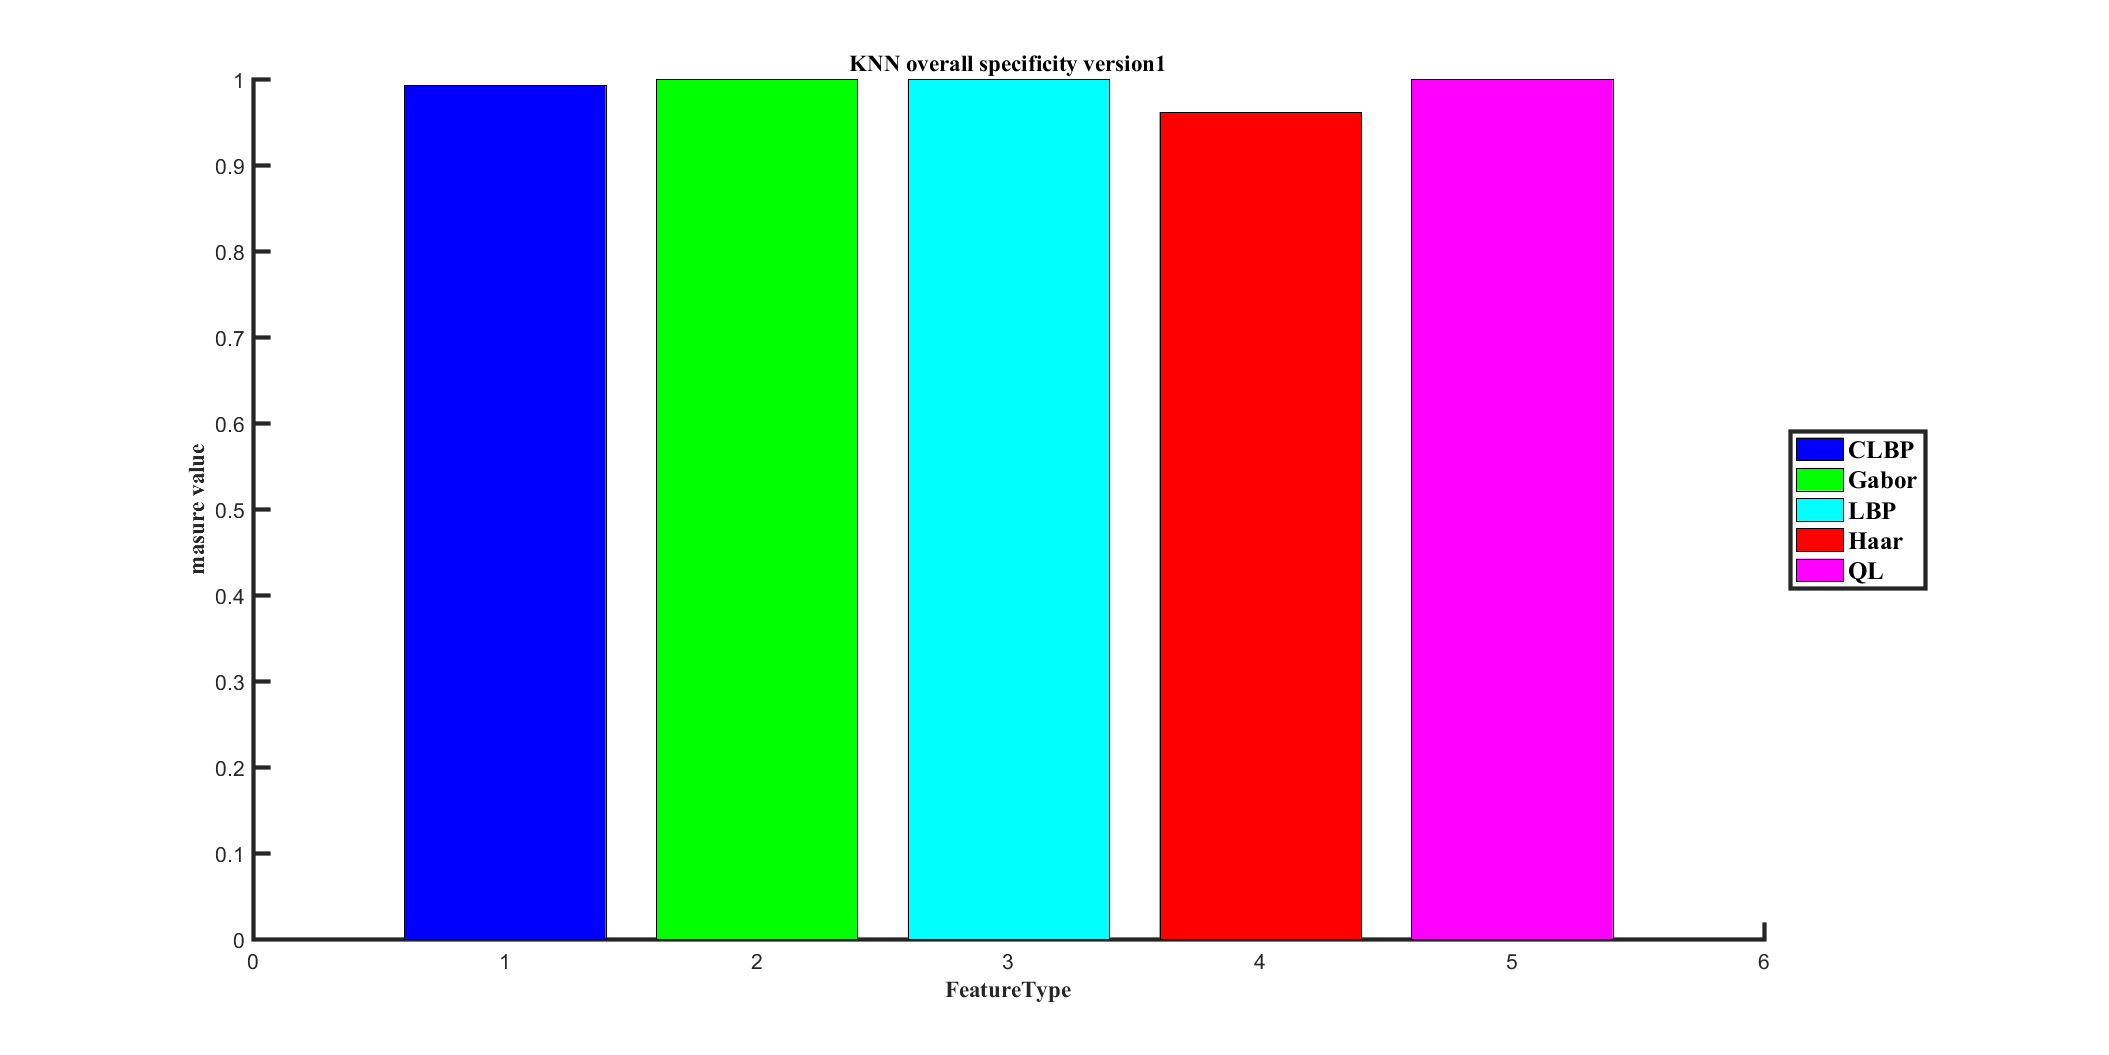 KNN overall specificity version1
1
0.9
0.8
0.7
0.6
0.5
0.4
0.3
0.2
0.1
0
masure value
0 1 2 3 4 5 6
FeatureType
CLBP
Gabor
LBP
Haar
QL